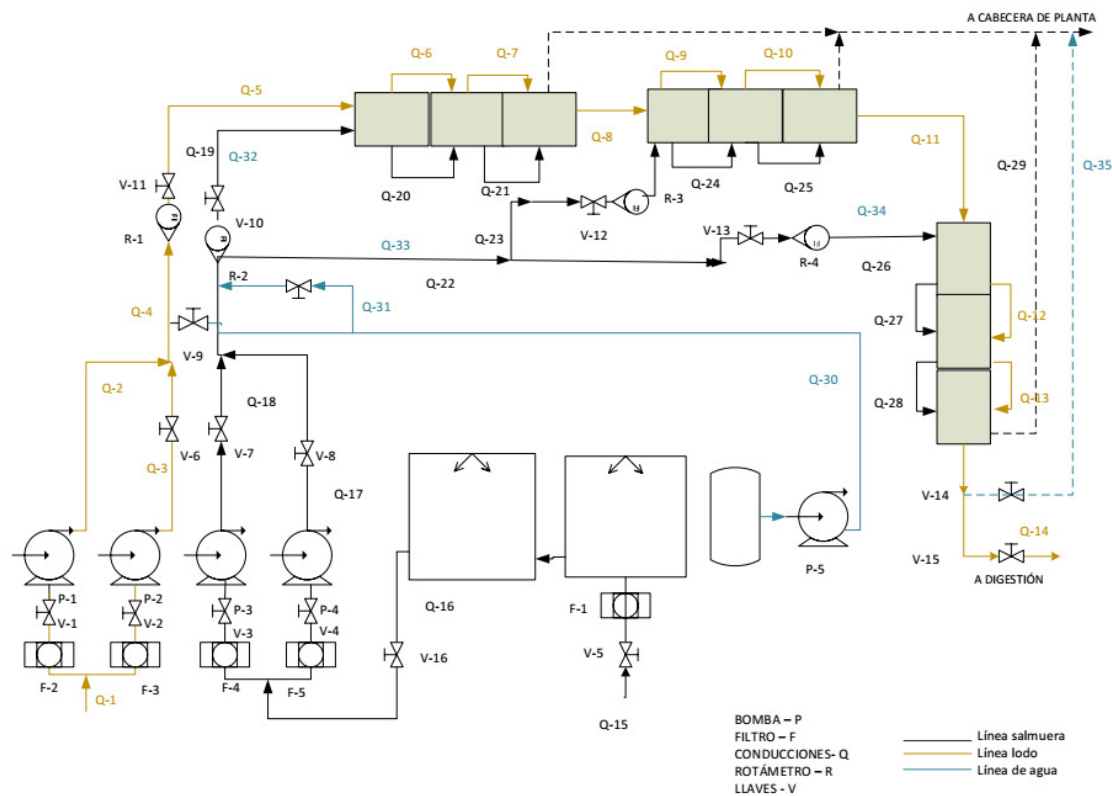 A CABECERA DE PLANTA
Q-6
Q-7
Q-9
Q-10
Q-5
Q-8
Q-11
Q-19
Q-32
Q-29
Q-35
V-11
Q-20
Q-21
Q-24
Q-25
R-3
FI
FI
FI
V-10
R-1
V-12
V-13
Q-34
Q-23
Q-33
R-2
R-4
FI
Q-26
Q-22
Q-4
Q-31
Q-27
Q-12
V-9
Q-2
Q-30
Q-18
Q-28
Q-13
V-6
V-7
V-8
Q-3
Q-17
V-14
Q-14
V-15
P-5
A DIGESTIÓN
P-1
P-2
P-3
P-4
Q-16
F-1
V-1
V-2
V-3
V-4
V-16
V-5
F-2
F-3
F-4
F-5
Q-1
Q-15
BOMBA – P
FILTRO – F
CONDUCCIONES- Q
ROTÁMETRO – R
LLAVES - V
Línea salmuera
Línea lodo
Línea de agua